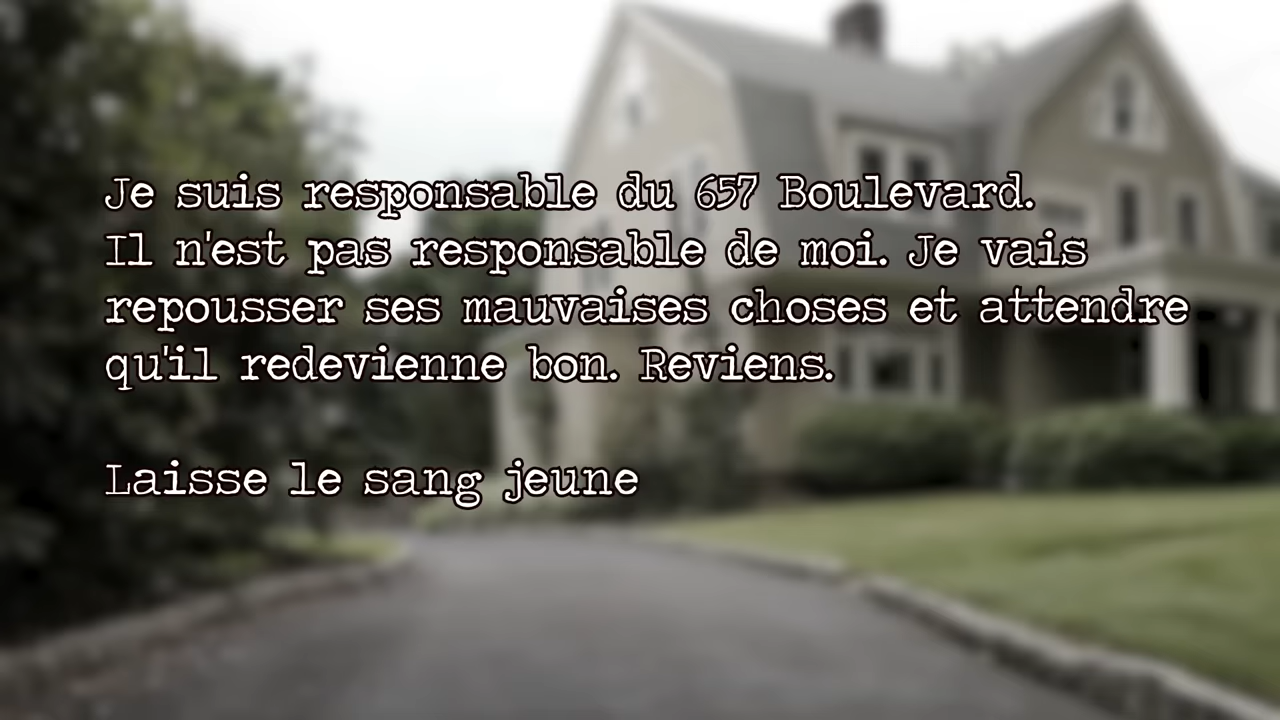 Je suis responsable du 657 Boulevard.
Il n'est pas responsable de moi. Je vais
repousser ses mauvaises choses et attendre
qu'il redevienne bon. Reviens.
Laisse le sang jeune